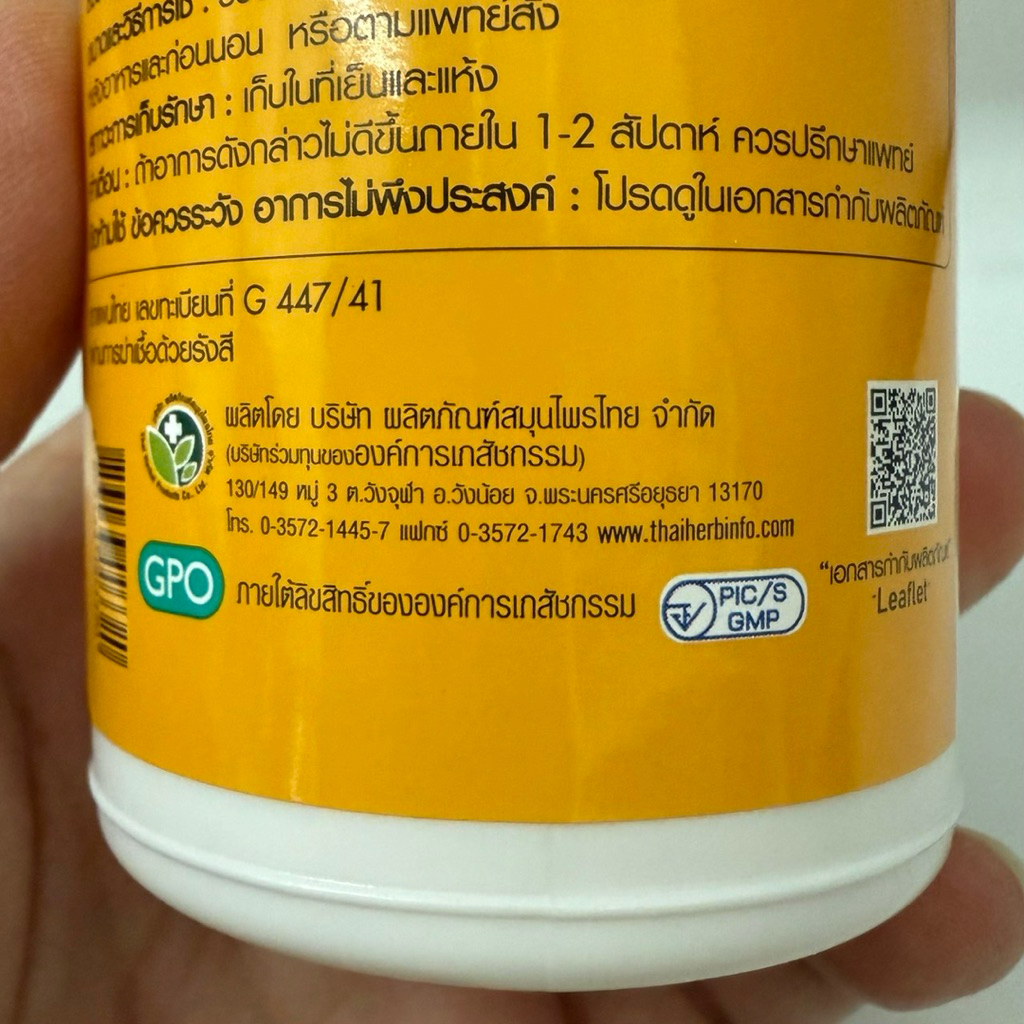 หลังอาหารและก่อนนอน หรือตามแพทย์สั่ง
สภาวะการเก็บรักษา : เก็บในที่เย็นและแห้ง
คำเตือน : ถ้าอาการดังกล่าวไม่ดีขึ้นภายใน 1-2 สัปดาห์ ควรปรึกษาแพทย์
ข้อห้ามใช้ ข้อควรระวัง อาการไม่พึงประสงค์ : โปรดดูในเอกสารกำกับผลิตภัณฑ์
เลขทะเบียนที่ G 447/41
ผ่านการฆ่าเชื้อด้วยรังสี
ผลิตโดย บริษัท ผลิตภัณฑ์สมุนไพรไทย จำกัด
(บริษัทร่วมทุนขององค์การเภสัชกรรม)
130/149 หมู่ 3 ต.วังจุฬา อ.วังน้อย จ.พระนครศรีอยุธยา 13170
โทร. 0-3572-1445-7 แฟกซ์ 0-3572-1743 www.thaiherbinfo.com
GPO ภายใต้ลิขสิทธิ์ขององค์การเภสัชกรรม
PIC/S
GMP
"เอกสารกำกับผลิตภัณฑ์"
-Leaflet